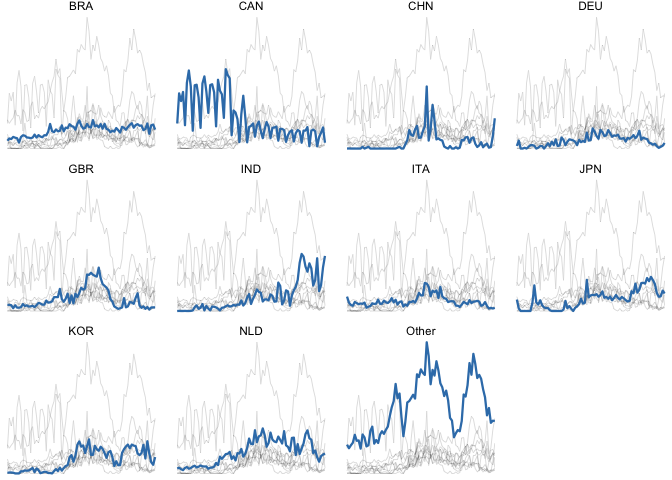 BRA
CAN
CHN
DEU
GBR
IND
ITA
JPN
KOR
NLD
Other